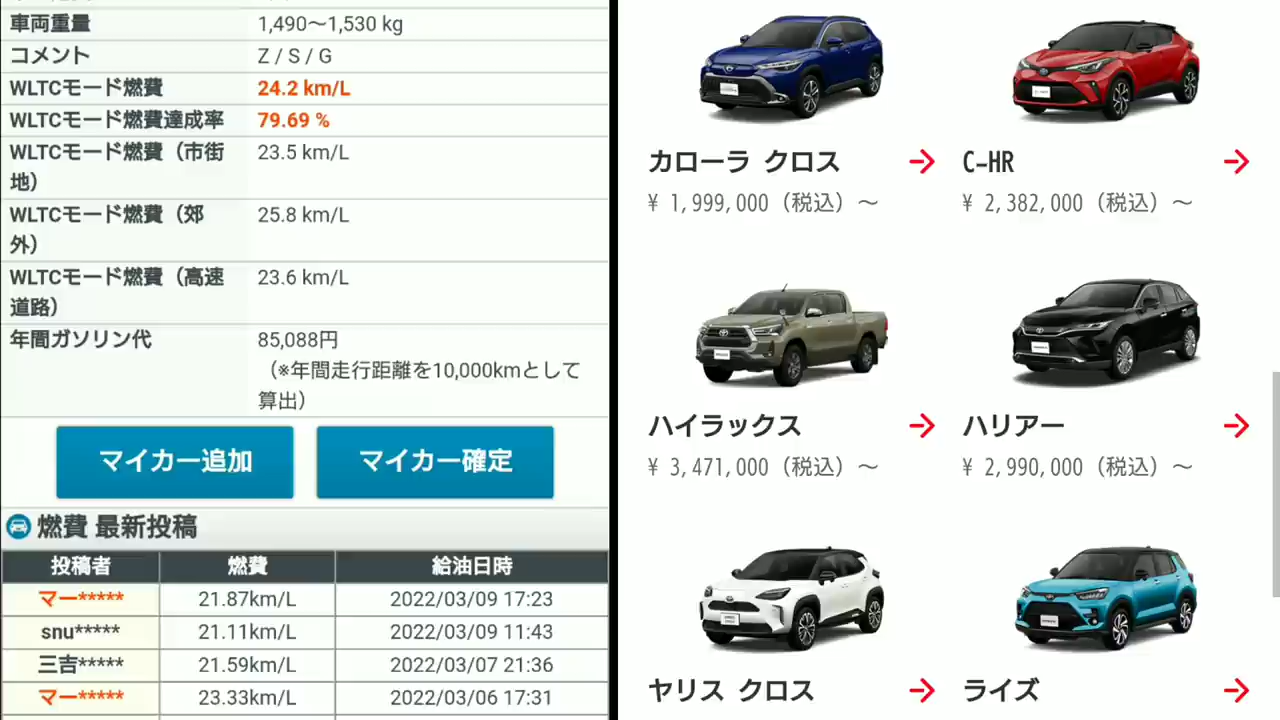 車両重量 1,490〜1,530 kg
コメント Z / S / G
WLTCモード燃費 24.2 km/L
WLTCモード燃費達成率 79.69 %
WLTCモード燃費（市街
地） 23.5 km/L
WLTCモード燃費（郊
外） 25.8 km/L
WLTCモード燃費（高速
道路） 23.6 km/L
年間ガソリン代 85,088円
（※年間走行距離を10,000kmとして
算出）
マイカー追加 マイカー確定
燃費 最新投稿
投稿者 燃費 給油日時
マー***** 21.87km/L 2022/03/09 17:23
snu***** 21.11km/L 2022/03/09 11:43
三吉***** 21.59km/L 2022/03/07 21:36
マー***** 23.33km/L 2022/03/06 17:31
カローラ クロス
¥ 1,999,000（税込）〜
C-HR
¥ 2,382,000（税込）〜
ハイラックス
¥ 3,471,000（税込）〜
ハリアー
¥ 2,990,000（税込）〜
ヤリス クロス
ライズ